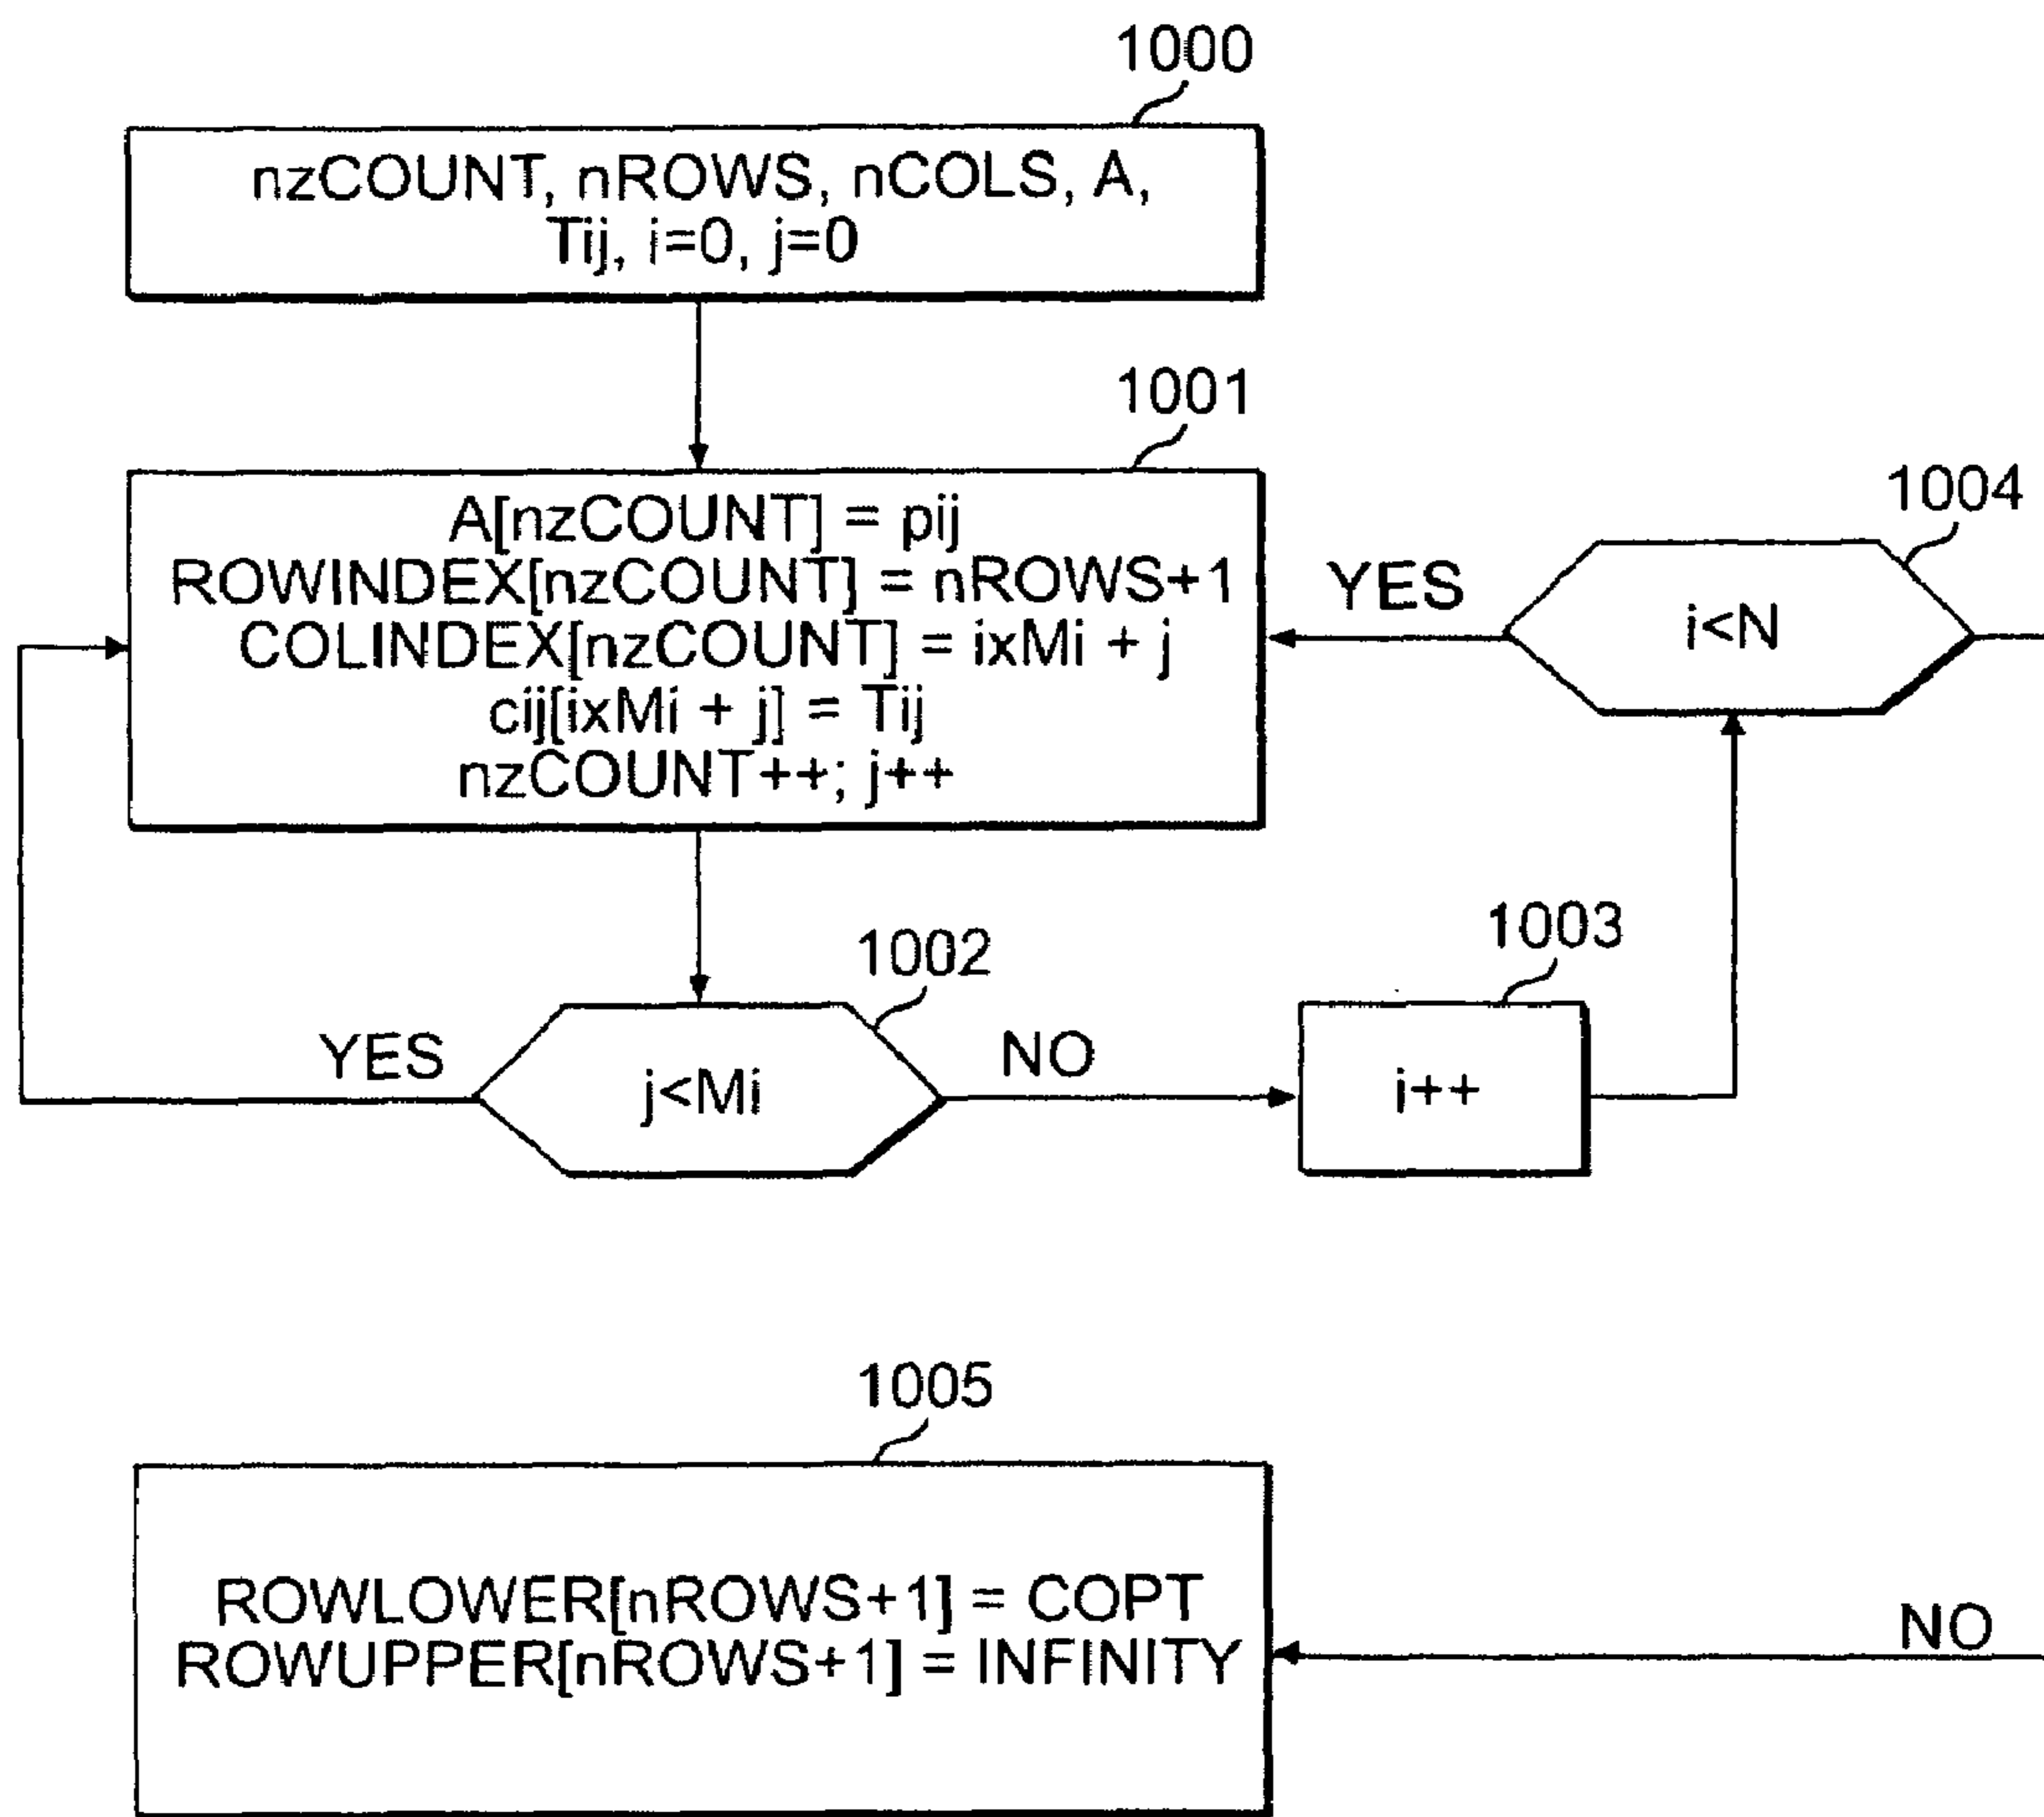 1000
nzCOUNT, nROWS, nCOLS, A,
Tij, i=0, j=0
1001
A[nzCOUNT] = pij
ROWINDEX[nzCOUNT] = nROWS+1
COLINDEX[nzCOUNT] = ixMi + j
cij[ixMi + j] = Tij
nzCOUNT++; j++
1004
YES
i<N
1002
YES
j<Mi
NO
1003
i++
1005
ROWLOWER[nROWS+1] = COPT
ROWUPPER[nROWS+1] = INFINITY
NO